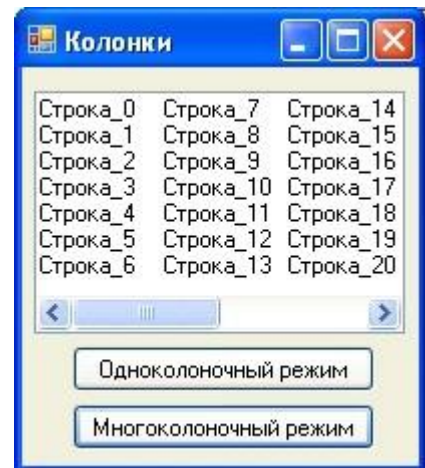 Колонки
Строка_0 Строка_7 Строка_14
Строка_1 Строка_8 Строка_15
Строка_2 Строка_9 Строка_16
Строка_3 Строка_10 Строка_17
Строка_4 Строка_11 Строка_18
Строка_5 Строка_12 Строка_19
Строка_6 Строка_13 Строка_20
Одноколоночный режим
Многоколоночный режим